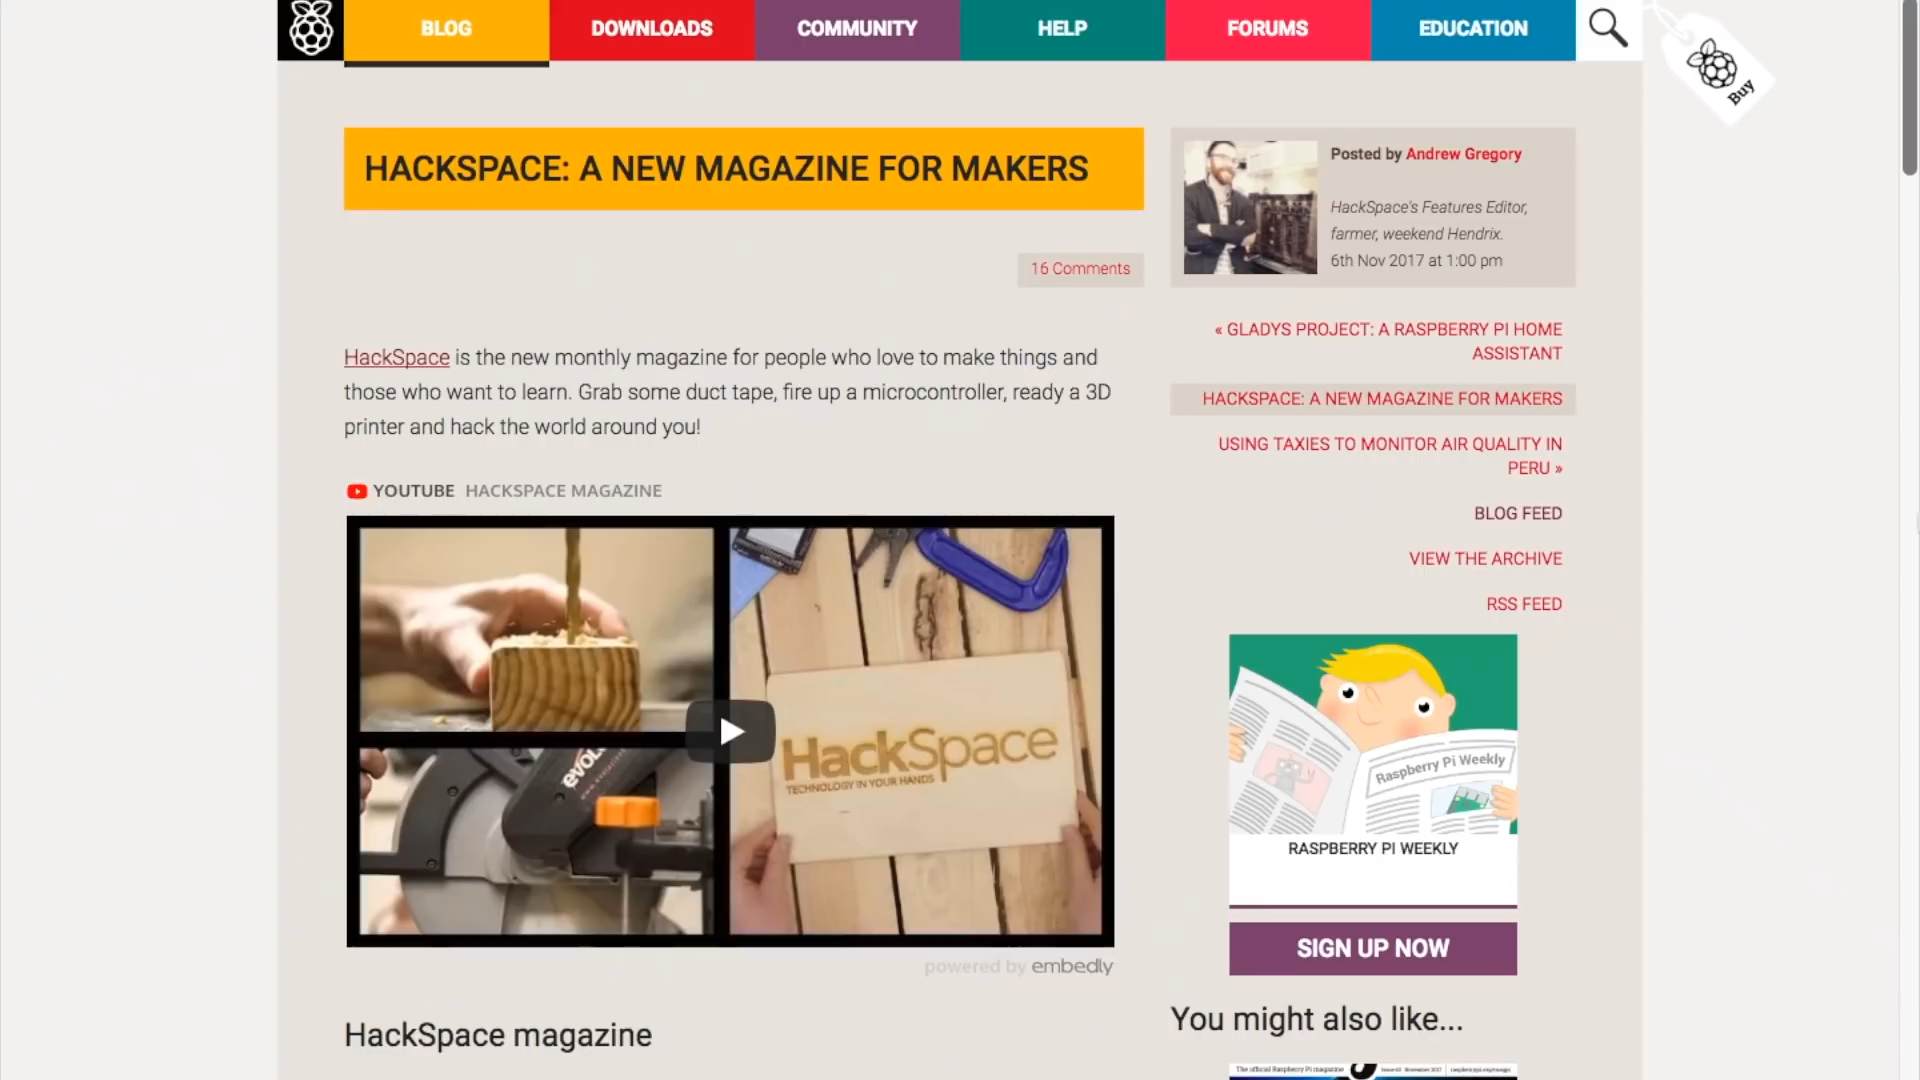 BLOG
DOWNLOADS
COMMUNITY
HELP
FORUMS
EDUCATION
Buy
HACKSPACE: A NEW MAGAZINE FOR MAKERS
16 Comments
HackSpace is the new monthly magazine for people who love to make things and
those who want to learn. Grab some duct tape, fire up a microcontroller, ready a 3D
printer and hack the world around you!
YOUTUBE HACKSPACE MAGAZINE
evolu
HackSpace
TECHNOLOGY IN YOUR HANDS
powered by embedly
HackSpace magazine
Posted by Andrew Gregory
HackSpace's Features Editor,
farmer, weekend Hendrix.
6th Nov 2017 at 1:00 pm
« GLADYS PROJECT: A RASPBERRY PI HOME
ASSISTANT
HACKSPACE: A NEW MAGAZINE FOR MAKERS
USING TAXIES TO MONITOR AIR QUALITY IN
PERU »
BLOG FEED
VIEW THE ARCHIVE
RSS FEED
Raspberry Pi Weekly
RASPBERRY PI WEEKLY
SIGN UP NOW
You might also like...
The official Raspberry Pi magazine